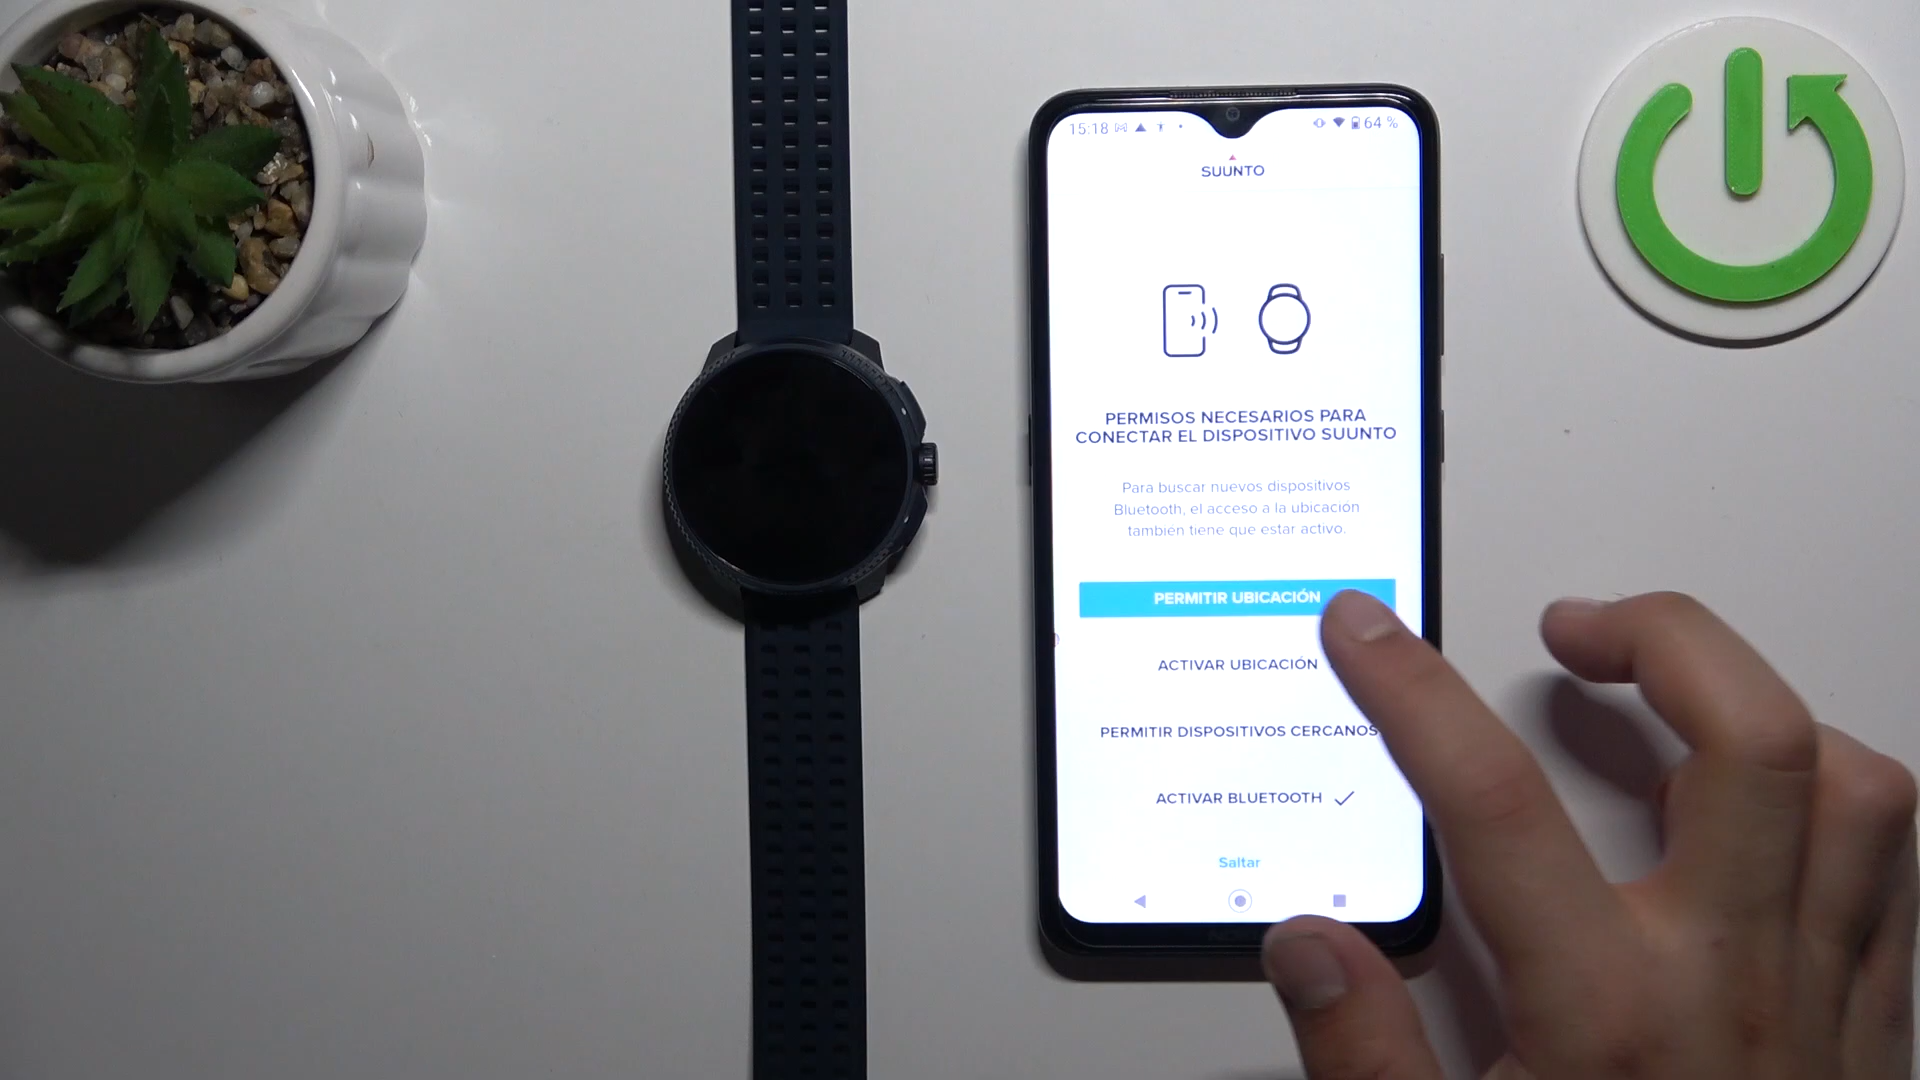 15:18
64 %
SUUNTO
PERMISOS NECESARIOS PARA
CONECTAR EL DISPOSITIVO SUUNTO
Para buscar nuevos dispositivos
Bluetooth, el acceso a la ubicación
también tiene que estar activo.
PERMITIR UBICACIÓN
ACTIVAR UBICACIÓN
PERMITIR DISPOSITIVOS CERCANOS
ACTIVAR BLUETOOTH
Saltar